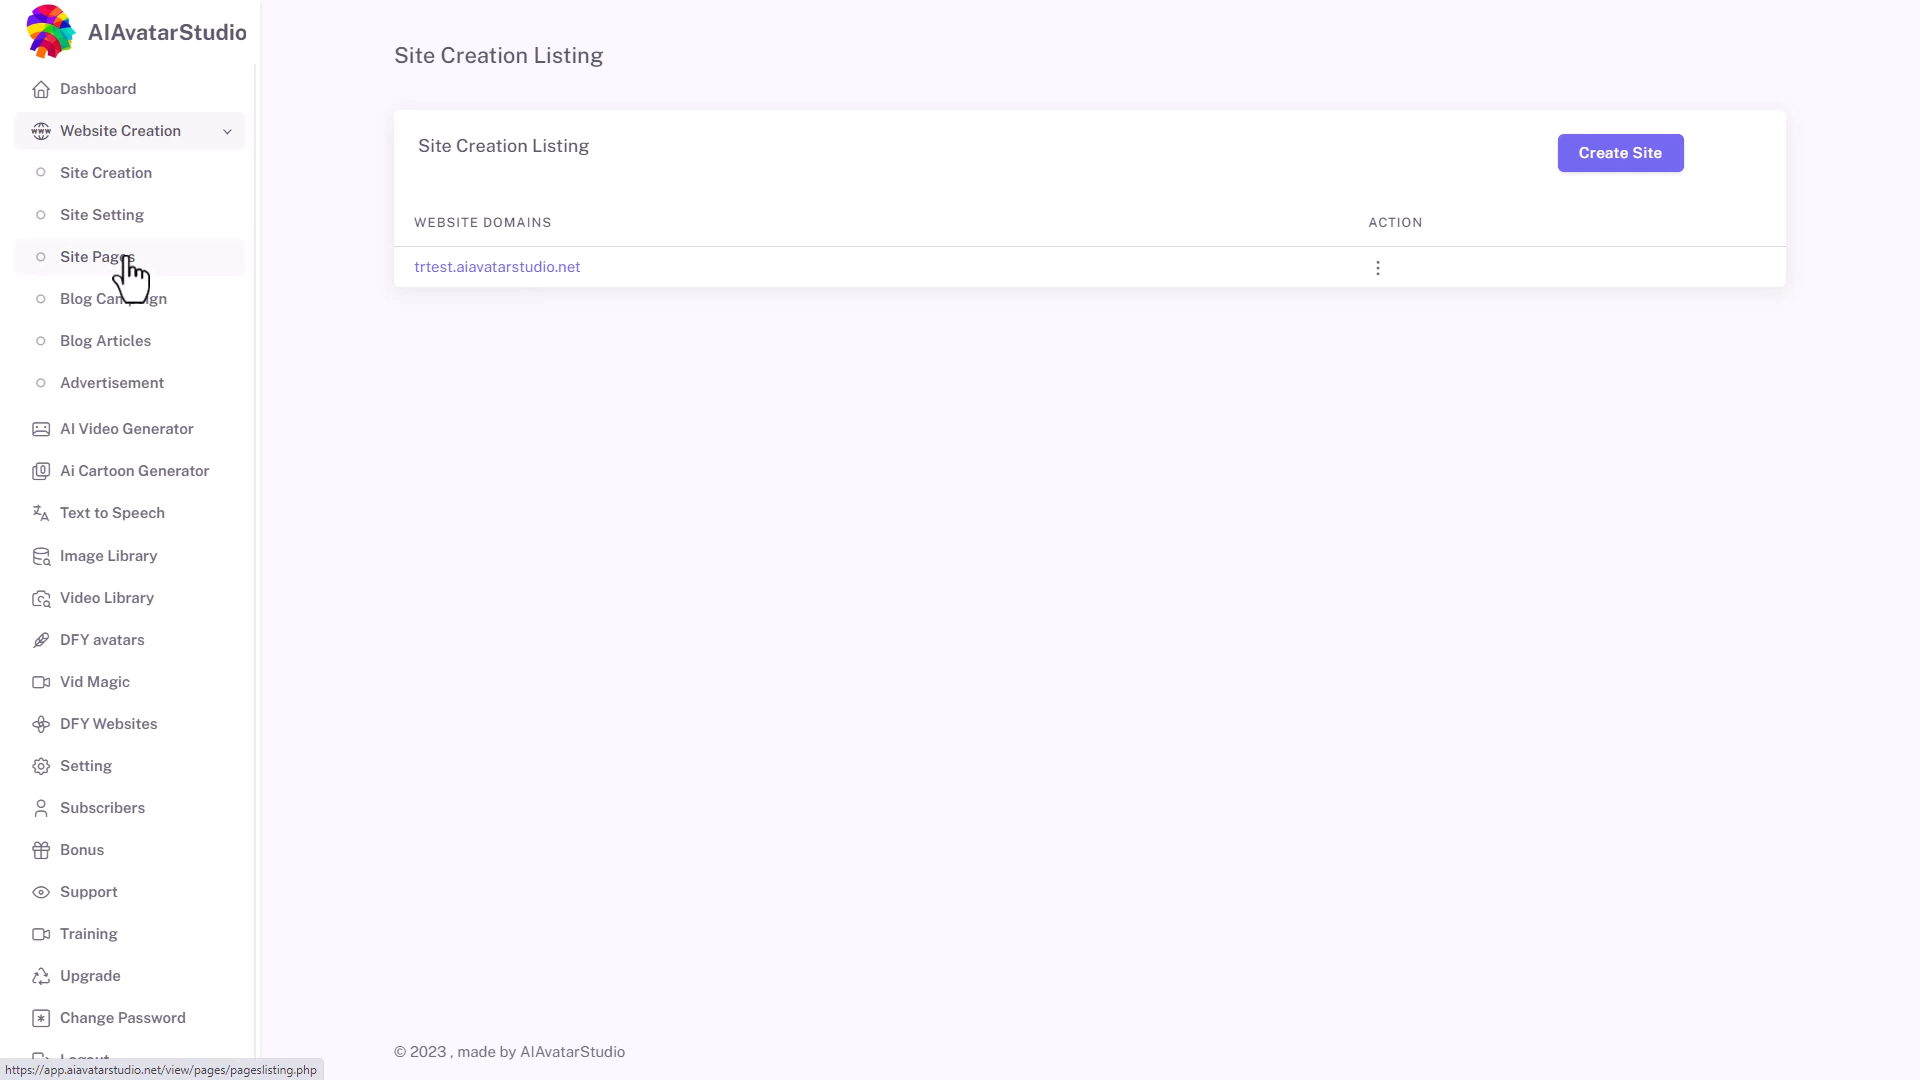 AIAvatarStudio
Dashboard
Website Creation
Site Creation
Site Setting
Site Pages
Blog Campaign
Blog Articles
Advertisement
AI Video Generator
Ai Cartoon Generator
Text to Speech
Image Library
Video Library
DFY avatars
Vid Magic
DFY Websites
Setting
Subscribers
Bonus
Support
Training
Upgrade
Change Password
Logout
https://app.aiavatarstudio.net/view/pages/pageslisting.php
Site Creation Listing
Site Creation Listing
Create Site
WEBSITE DOMAINS ACTION
trtest.aiavatarstudio.net
© 2023 , made by AIAvatarStudio